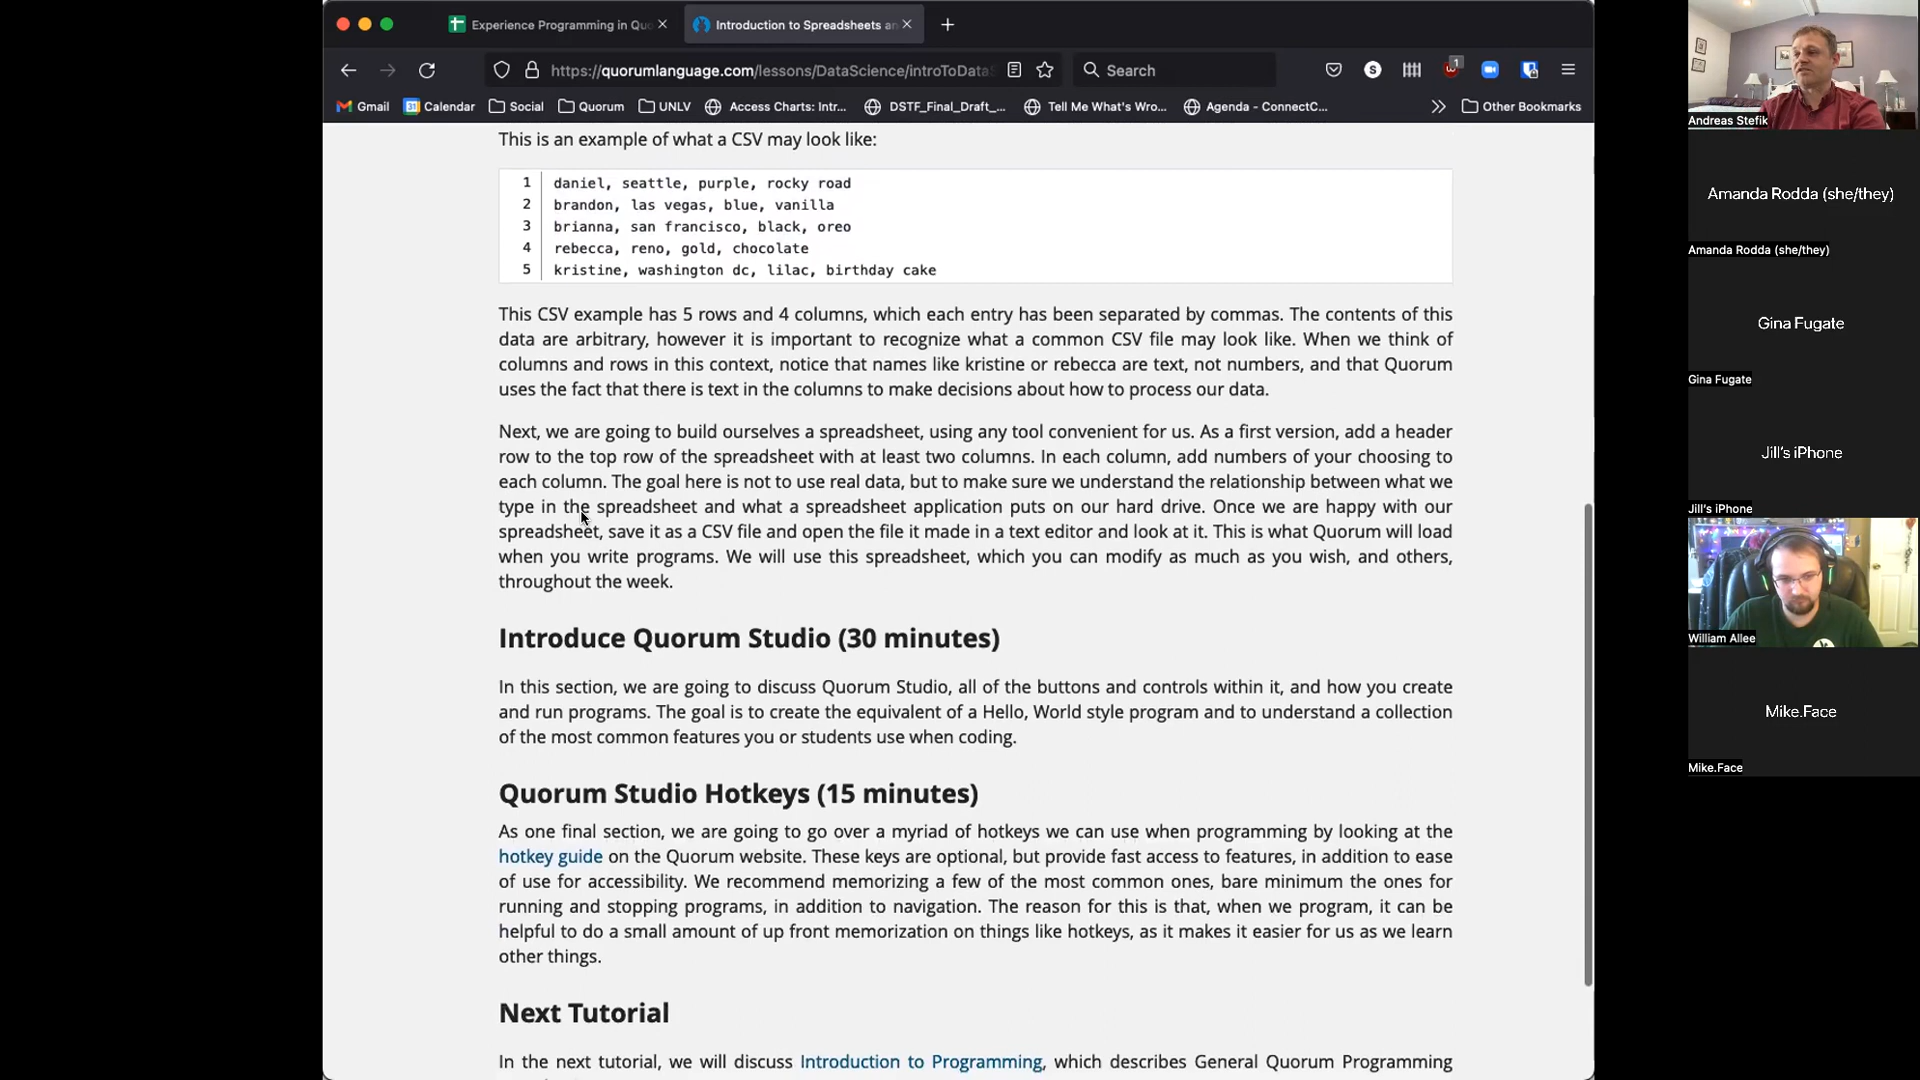 Experience Programming in Quo
Introduction to Spreadsheets an
https://quorumlanguage.com/lessons/DataScience/introToDataS
Search
S
1
Gmail
31
Calendar
Social
Quorum
UNLV
Access Charts: Intr...
DSTF_Final_Draft_...
Tell Me What's Wro...
Agenda - ConnectC...
Other Bookmarks
This is an example of what a CSV may look like:
1 daniel, seattle, purple, rocky road
2 brandon, las vegas, blue, vanilla
3 brianna, san francisco, black, oreo
4 rebecca, reno, gold, chocolate
5 kristine, washington dc, lilac, birthday cake
This CSV example has 5 rows and 4 columns, which each entry has been separated by commas. The contents of this
data are arbitrary, however it is important to recognize what a common CSV file may look like. When we think of
columns and rows in this context, notice that names like kristine or rebecca are text, not numbers, and that Quorum
uses the fact that there is text in the columns to make decisions about how to process our data.
Next, we are going to build ourselves a spreadsheet, using any tool convenient for us. As a first version, add a header
row to the top row of the spreadsheet with at least two columns. In each column, add numbers of your choosing to
each column. The goal here is not to use real data, but to make sure we understand the relationship between what we
type in the spreadsheet and what a spreadsheet application puts on our hard drive. Once we are happy with our
spreadsheet, save it as a CSV file and open the file it made in a text editor and look at it. This is what Quorum will load
when you write programs. We will use this spreadsheet, which you can modify as much as you wish, and others,
throughout the week.
Introduce Quorum Studio (30 minutes)
In this section, we are going to discuss Quorum Studio, all of the buttons and controls within it, and how you create
and run programs. The goal is to create the equivalent of a Hello, World style program and to understand a collection
of the most common features you or students use when coding.
Quorum Studio Hotkeys (15 minutes)
As one final section, we are going to go over a myriad of hotkeys we can use when programming by looking at the
hotkey guide on the Quorum website. These keys are optional, but provide fast access to features, in addition to ease
of use for accessibility. We recommend memorizing a few of the most common ones, bare minimum the ones for
running and stopping programs, in addition to navigation. The reason for this is that, when we program, it can be
helpful to do a small amount of up front memorization on things like hotkeys, as it makes it easier for us as we learn
other things.
Next Tutorial
In the next tutorial, we will discuss Introduction to Programming, which describes General Quorum Programming
Andreas Stefik
Amanda Rodda (she/they)
Amanda Rodda (she/they)
Gina Fugate
Gina Fugate
Jill's iPhone
Jill's iPhone
William Allee
Mike.Face
Mike.Face